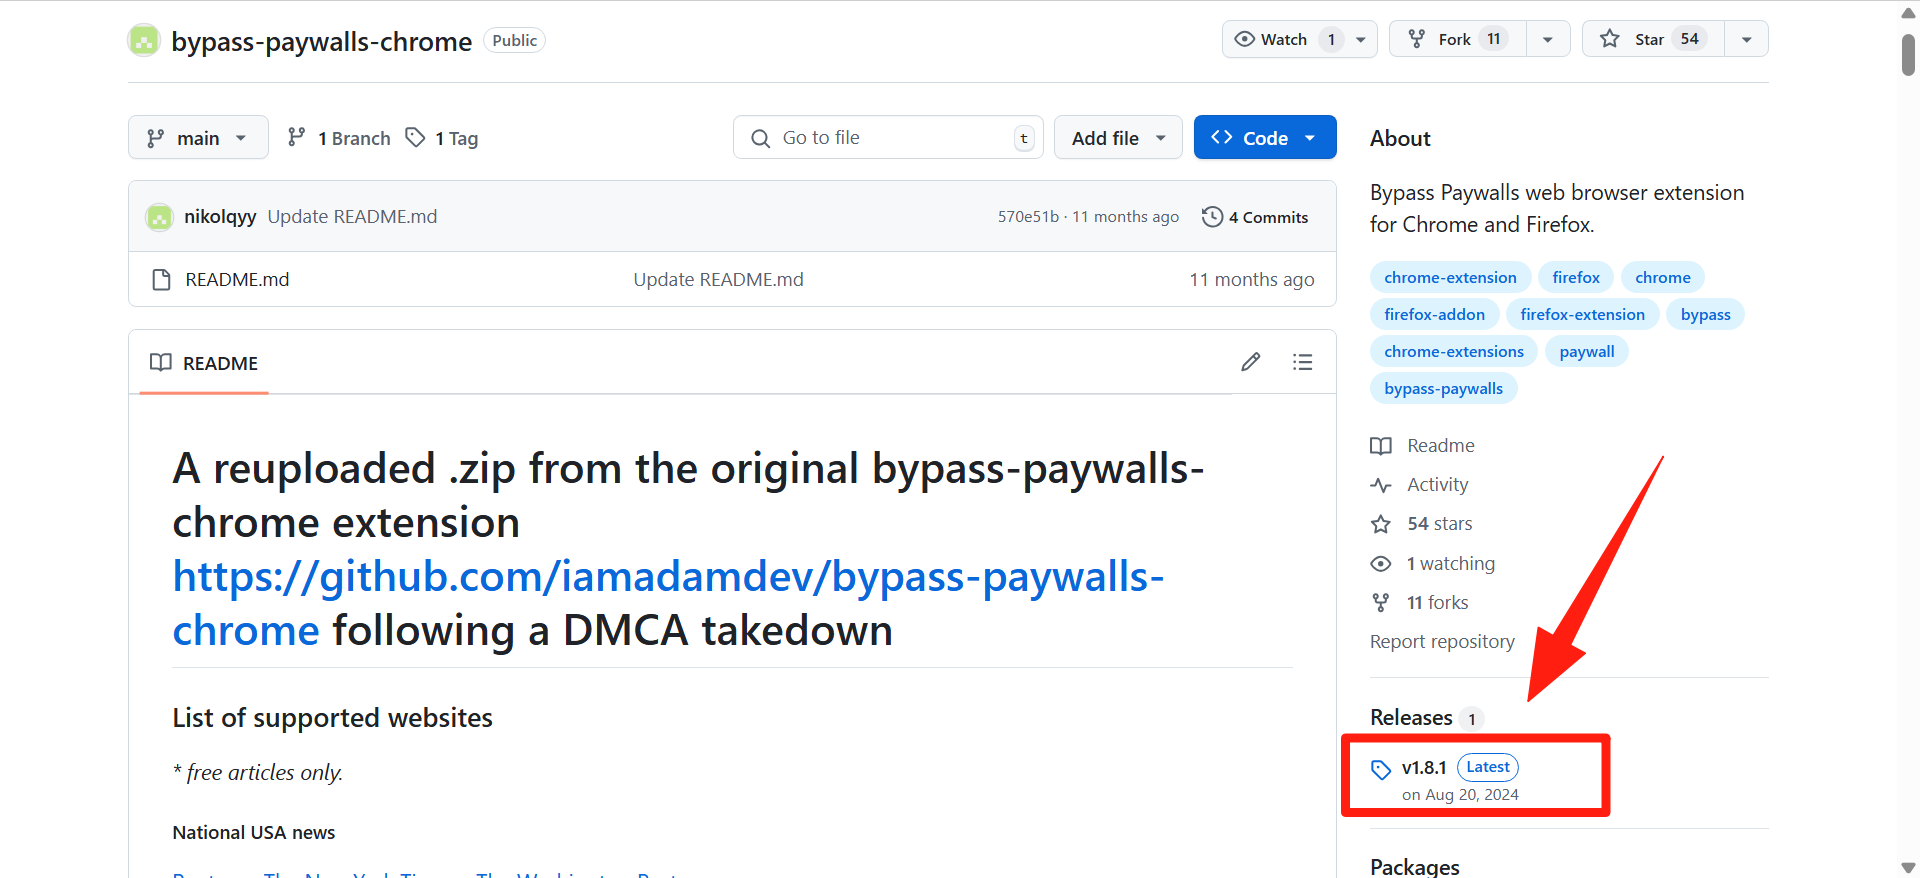 bypass-paywalls-chrome Public
Watch 1
Fork 11
Star 54
main
1 Branch
1 Tag
Go to file
t
Add file
Code
nikolqyy Update README.md
570e51b · 11 months ago
4 Commits
README.md
Update README.md
11 months ago
README
A reuploaded .zip from the original bypass-paywalls-
chrome extension
https://github.com/iamadamdev/bypass-paywalls-
chrome following a DMCA takedown
List of supported websites
* free articles only.
National USA news
About
Bypass Paywalls web browser extension
for Chrome and Firefox.
chrome-extension firefox chrome
firefox-addon firefox-extension bypass
chrome-extensions paywall
bypass-paywalls
Readme
Activity
54 stars
1 watching
11 forks
Report repository
Releases 1
v1.8.1 Latest
on Aug 20, 2024
Packages